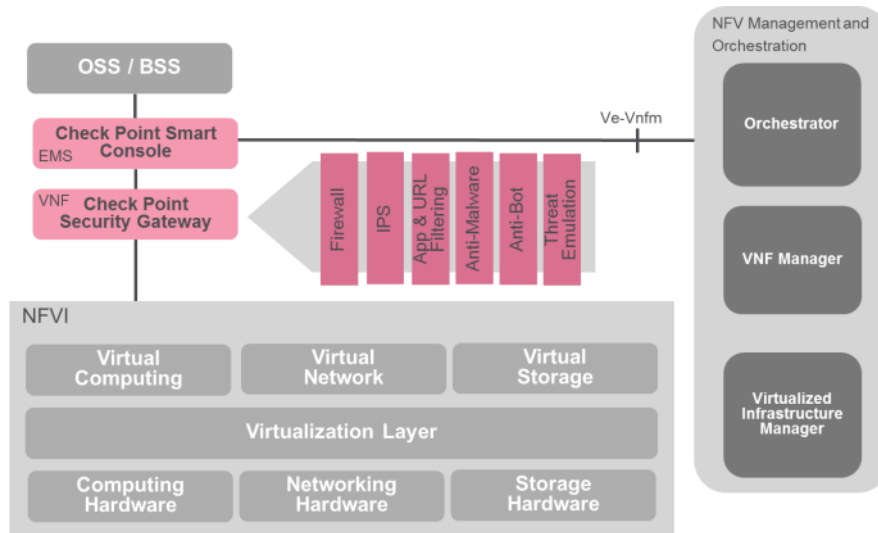 NFV Management and
Orchestration
OSS / BSS
Orchestrator
Ve-Vnfm
Check Point Smart
Console
EMS
VNF
Check Point
Security Gateway
Firewall
IPS
App & URL
Filtering
Anti-Malware
Anti-Bot
Threat
Emulation
VNF Manager
NFVI
Virtual
Computing
Virtual
Network
Virtual
Storage
Virtualization Layer
Computing
Hardware
Networking
Hardware
Storage
Hardware
Virtualized
Infrastructure
Manager